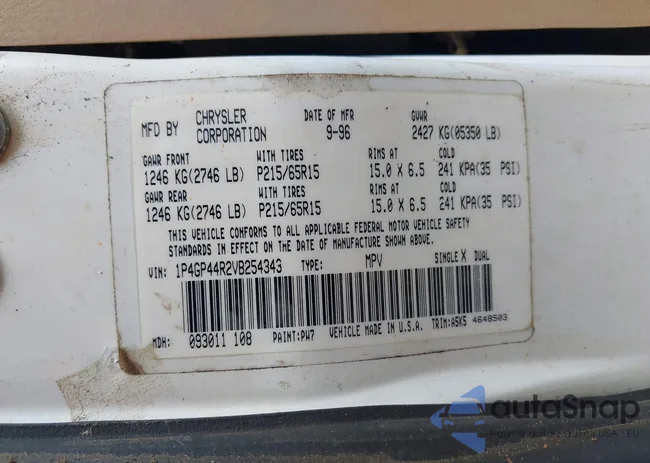 MFD BY CHRYSLER CORPORATION DATE OF MFR 9-96 GVWR 2427 KG(05350 LB)
GAWR FRONT WITH TIRES RIMS AT COLD
1246 KG(2746 LB) P215/65R15 15.0 X 6.5 241 KPA(35 PSI)
GAWR REAR WITH TIRES RIMS AT COLD
1246 KG(2746 LB) P215/65R15 15.0 X 6.5 241 KPA(35 PSI)
THIS VEHICLE CONFORMS TO ALL APPLICABLE FEDERAL MOTOR VEHICLE SAFETY
STANDARDS IN EFFECT ON THE DATE OF MANUFACTURE SHOWN ABOVE.
VIN: 1P4GP44R2VB254343 TYPE: MPV SINGLE X DUAL
MDH: 093011 108 PAINT:PW7 VEHICLE MADE IN U.S.A. TRIM:A5K5 4648503
autoSnap